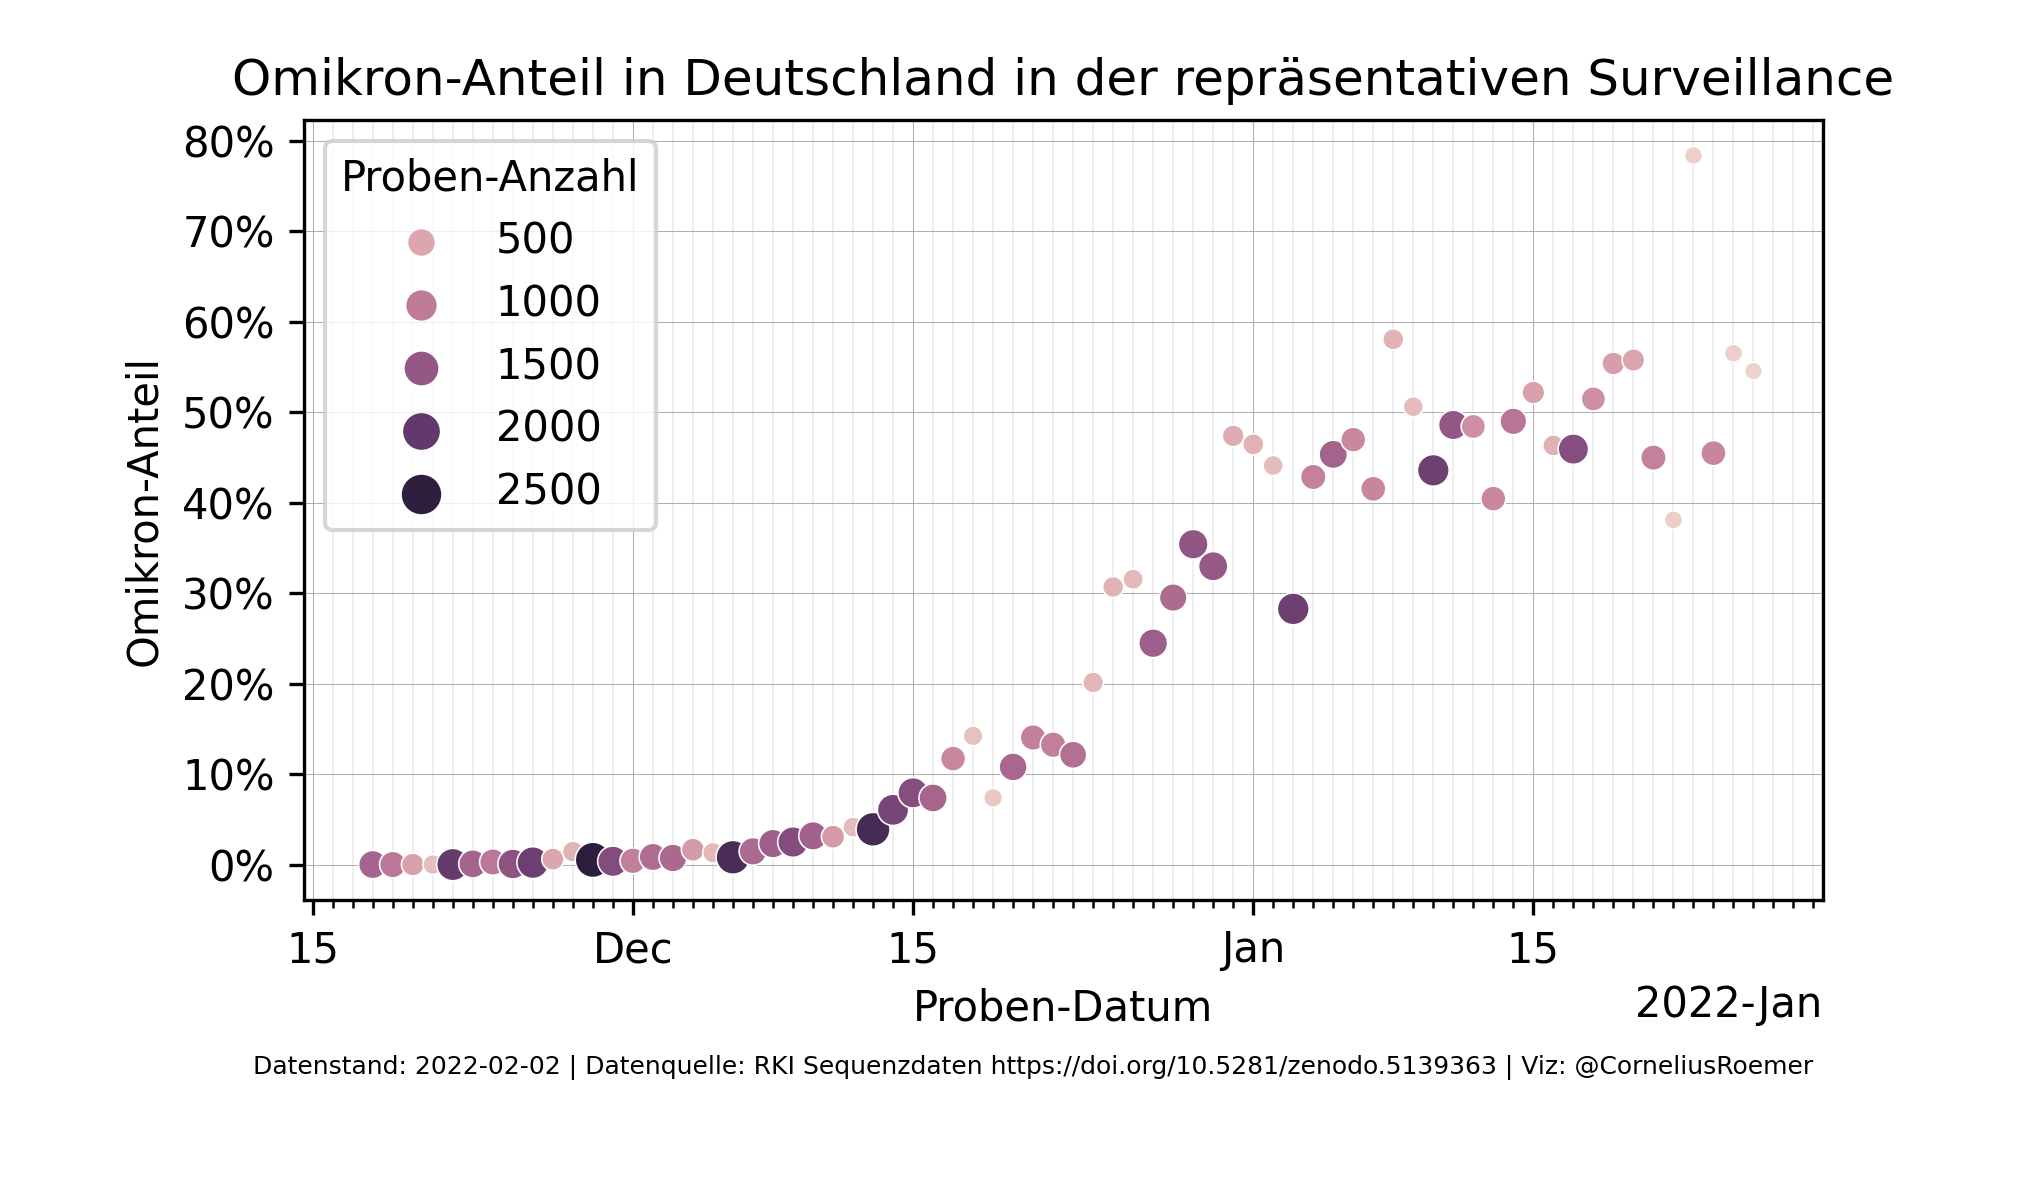 Omikron-Anteil in Deutschland in der repräsentativen Surveillance
Omikron-Anteil
80%
70%
60%
50%
40%
30%
20%
10%
0%
Proben-Anzahl
500
1000
1500
2000
2500
15 Dec 15 Jan 15
Proben-Datum
2022-Jan
Datenstand: 2022-02-02 | Datenquelle: RKI Sequenzdaten https://doi.org/10.5281/zenodo.5139363 | Viz: @CorneliusRoemer